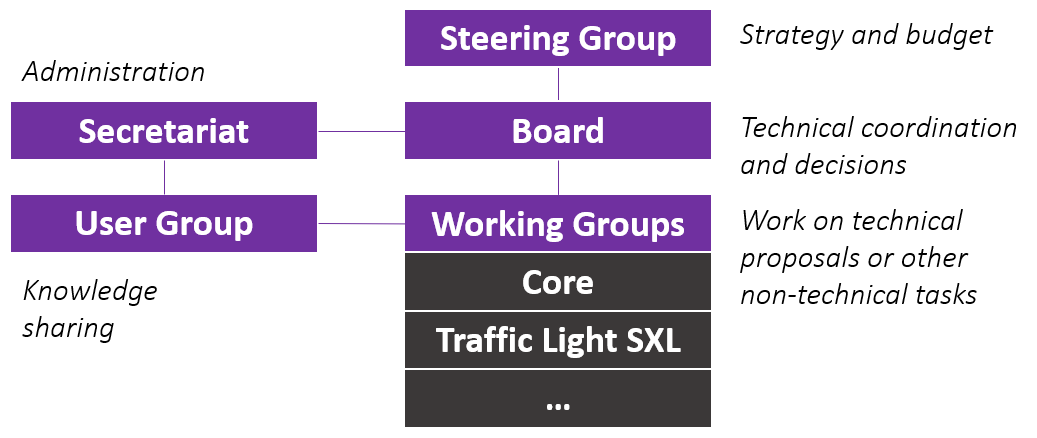 Steering Group
Strategy and budget
Administration
Secretariat
Board
Technical coordination
and decisions
User Group
Working Groups
Work on technical
proposals or other
non-technical tasks
Knowledge
sharing
Core
Traffic Light SXL
...